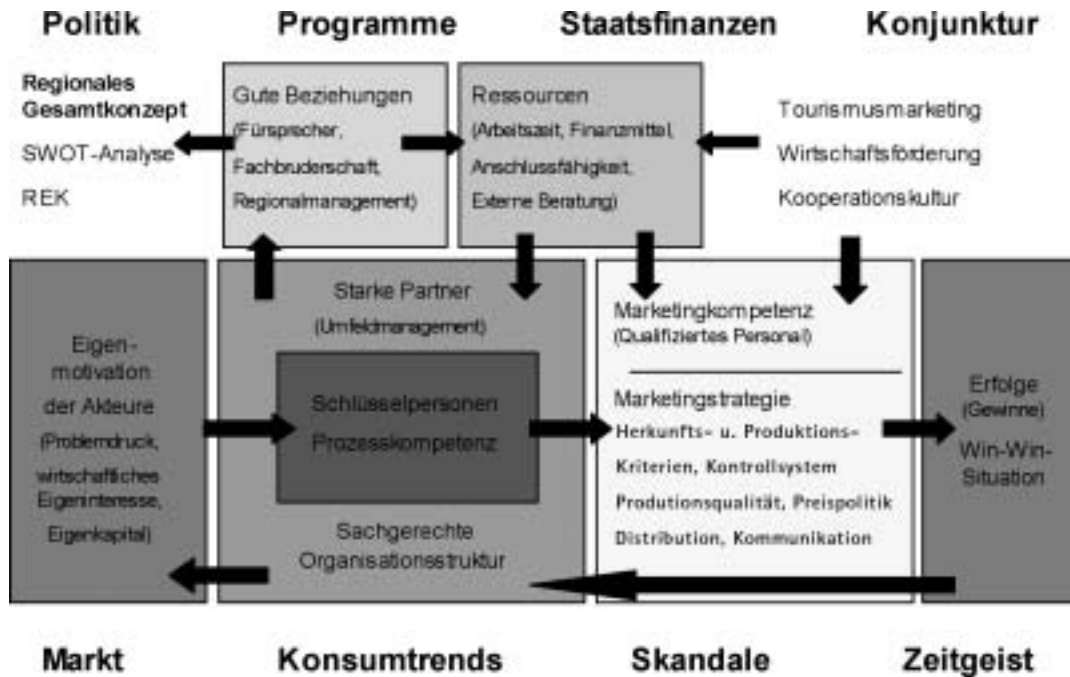 Politik
Programme
Staatsfinanzen
Konjunktur
Regionales
Gesamtkonzept
SWOT-Analyse
REK
Gute Beziehungen
(Fürsprecher,
Fachbruderschaft,
Regionalmanagement)
Ressourcen
(Arbeitszeit, Finanzmittel,
Anschlussfähigkeit,
Externe Beratung)
Tourismusmarketing
Wirtschaftsförderung
Kooperationskultur
Eigen-
motivation
der Akteure
(Problemdruck,
wirtschaftliches
Eigeninteresse,
Eigenkapital)
Starke Partner
(Umfeldmanagement)
Schlüsselpersonen
Prozesskompetenz
Sachgerechte
Organisationsstruktur
Marketingkompetenz
(Qualifiziertes Personal)
Marketingstrategie
Herkunfts- u. Produktions-
Kriterien, Kontrollsystem
Produtionsqualität, Preispolitik
Distribution, Kommunikation
Erfolge
(Gewinne)
Win-Win-
Situation
Markt
Konsumtrends
Skandale
Zeitgeist